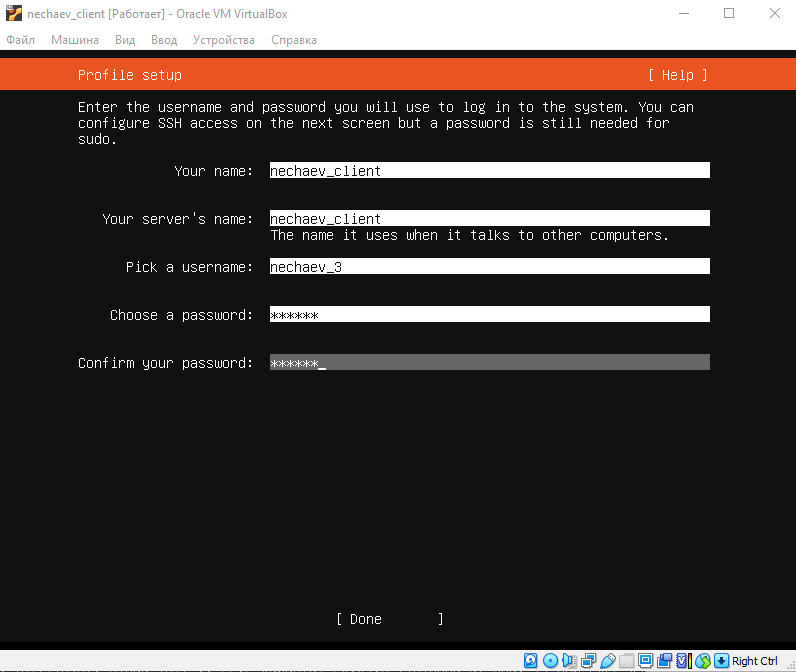 nechaev_client [Работает] - Oracle VM VirtualBox
Файл Машина Вид Ввод Устройства Справка
Profile setup [ Help ]
Enter the username and password you will use to log in to the system. You can
configure SSH access on the next screen but a password is still needed for
sudo.
Your name: nechaev_client
Your server's name: nechaev_client
The name it uses when it talks to other computers.
Pick a username: nechaev_3
Choose a password: ******
Confirm your password: ******_
[ Done ]
Right Ctrl